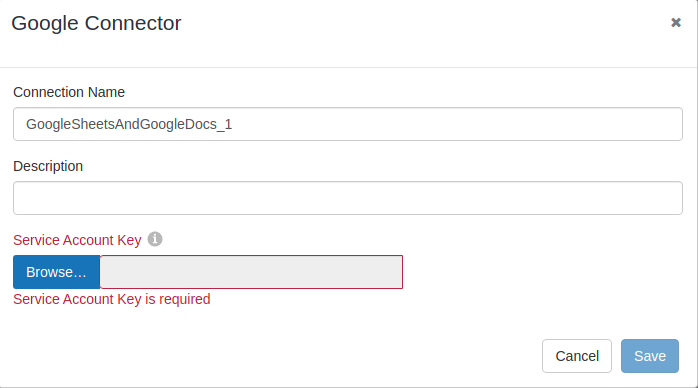 Google Connector
Connection Name
GoogleSheetsAndGoogleDocs_1
Description
Service Account Key
Browse…
Service Account Key is required
Cancel Save